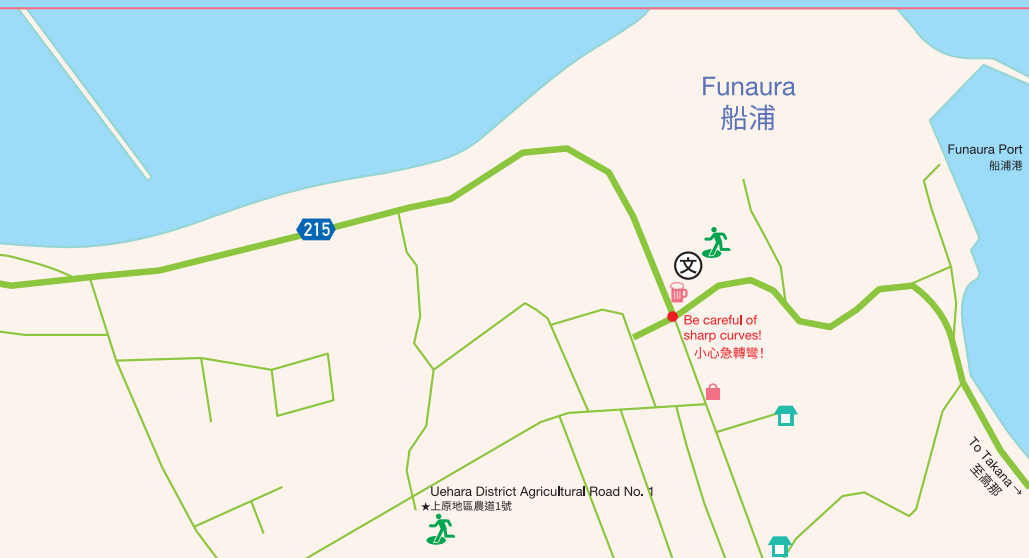 Funaura
船浦
Funaura Port
船浦港
215
文
Be careful of
sharp curves!
小心急轉彎!
To Takana →
至高那
Uehara District Agricultural Road No. 1
★上原地區農道1號